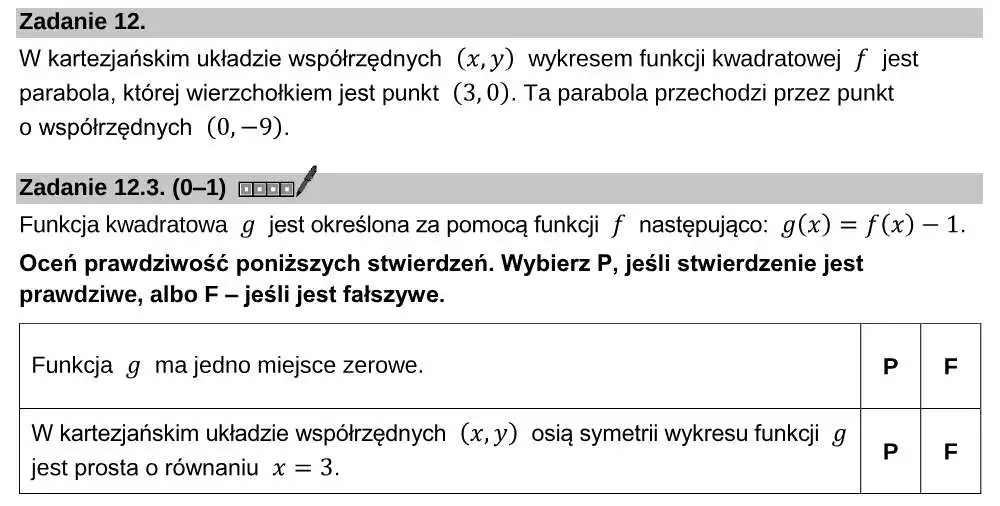 Zadanie 12.
W kartezjańskim układzie współrzędnych (x, y) wykresem funkcji kwadratowej f jest
parabola, której wierzchołkiem jest punkt (3, 0). Ta parabola przechodzi przez punkt
o współrzędnych (0, −9).
Zadanie 12.3. (0–1)
Funkcja kwadratowa g jest określona za pomocą funkcji f następująco: g(x) = f(x) − 1.
Oceń prawdziwość poniższych stwierdzeń. Wybierz P, jeśli stwierdzenie jest
prawdziwe, albo F – jeśli jest fałszywe.
Funkcja g ma jedno miejsce zerowe. P F
W kartezjańskim układzie współrzędnych (x, y) osią symetrii wykresu funkcji g
jest prosta o równaniu x = 3. P F